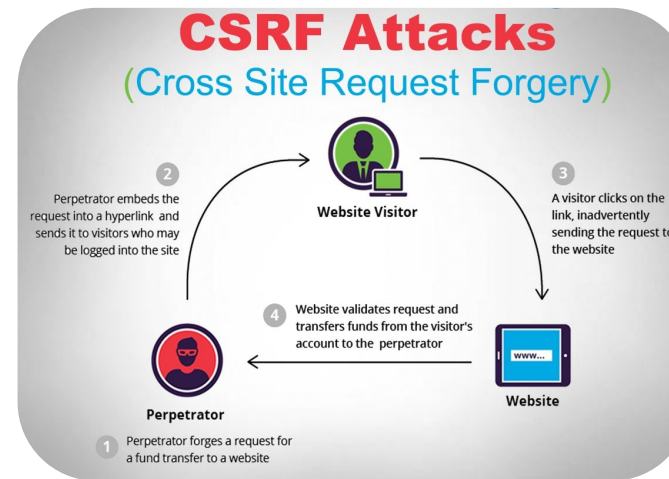 CSRF Attacks
(Cross Site Request Forgery)
2
Perpetrator embeds the
request into a hyperlink and
sends it to visitors who may
be logged into the site
Website Visitor
3
A visitor clicks on the
link, inadvertently
sending the request to
the website
4
Website validates request and
transfers funds from the visitor's
account to the perpetrator
www...
Website
Perpetrator
1
Perpetrator forges a request for
a fund transfer to a website